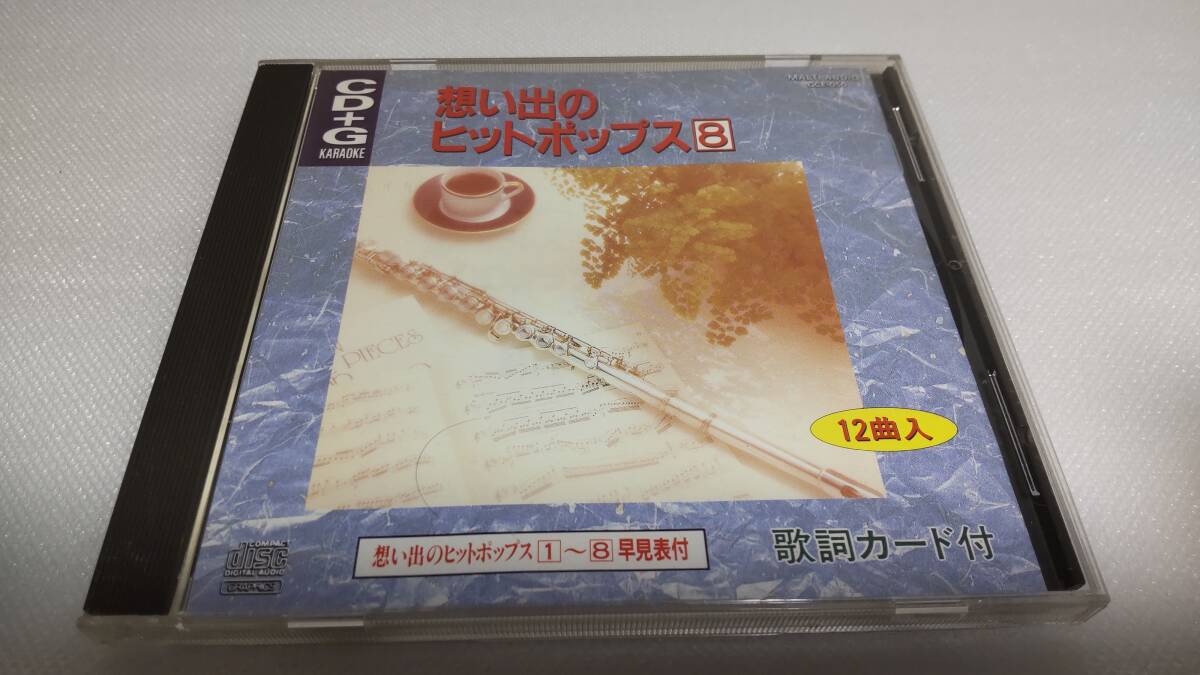 CD+G
KARAOKE
想い出の
ヒットポップス8
PIECES
12曲入
想い出のヒットポップス1〜8早見表付
歌詞カード付
COMPACT
disc
DIGITAL AUDIO